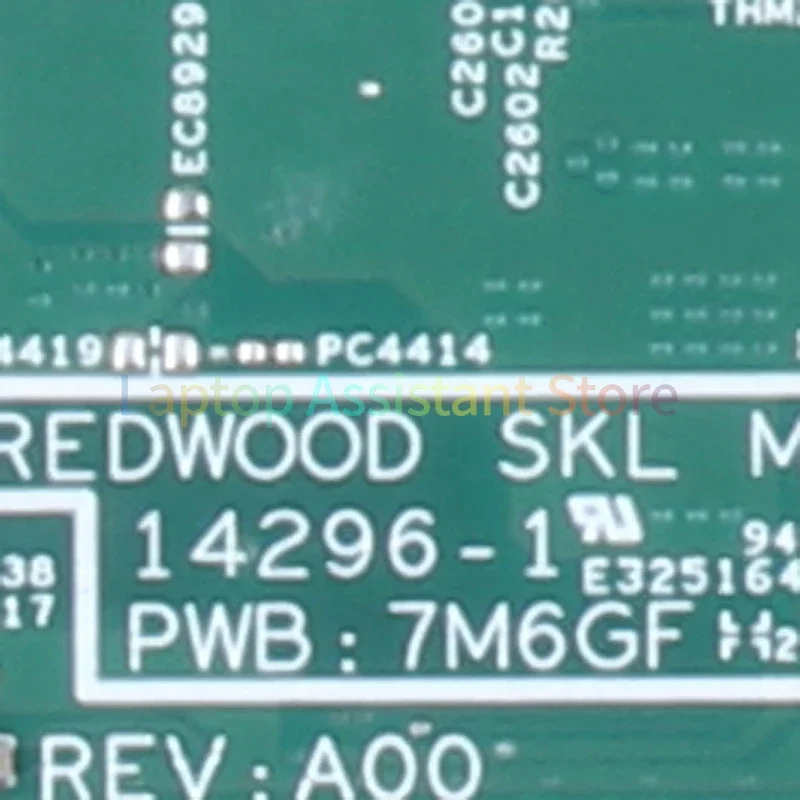 EC8929
C260
C2602C1
R2
THM
4419
PC4414
Laptop Assistant Store
REDWOOD SKL M
14296-1
94
38
E325164
17
PWB: 7M6GF
REV: A00